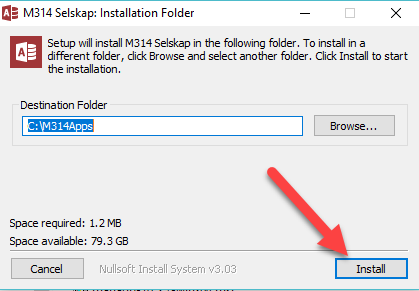 M314 Selskap: Installation Folder
Setup will install M314 Selskap in the following folder. To install in a
different folder, click Browse and select another folder. Click Install to start
the installation.
Destination Folder
C:\M314Apps
Browse...
Space required: 1.2 MB
Space available: 79.3 GB
Cancel
Nullsoft Install System v3.03
Install